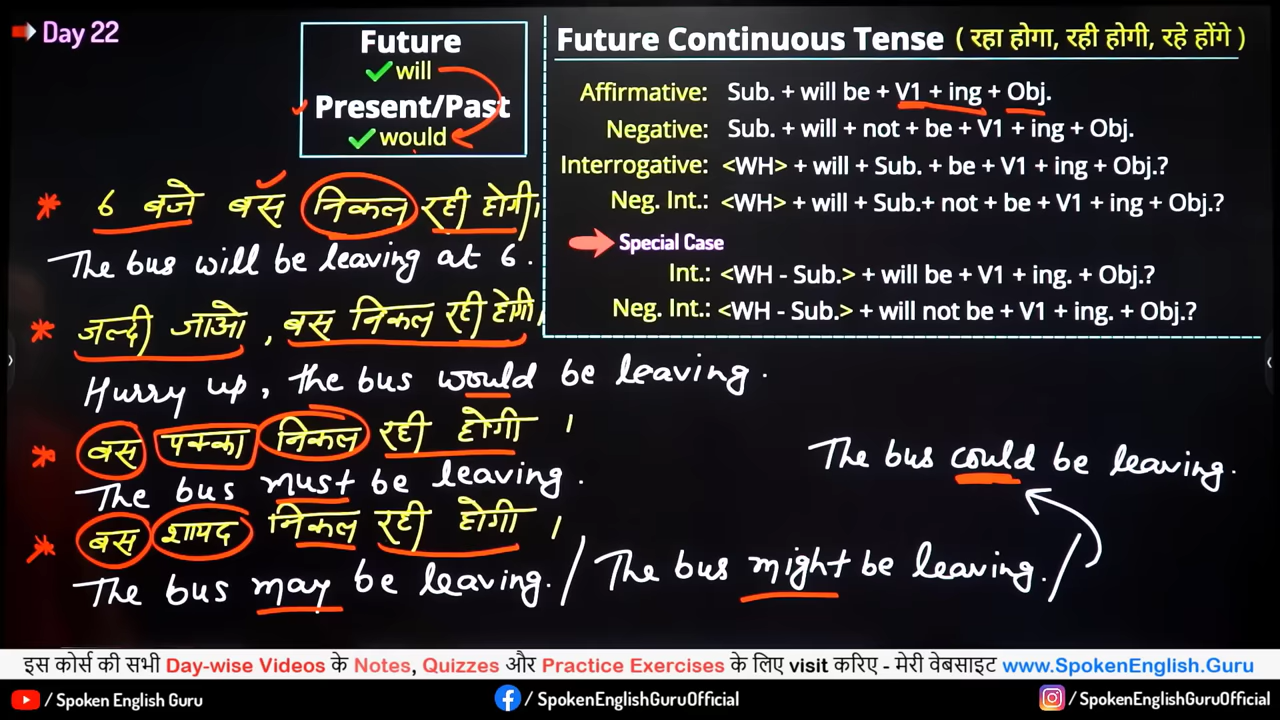 Day 22
Future
will
Present/Past
would
Future Continuous Tense ( रहा होगा, रही होगी, रहे होंगे )
Affirmative: Sub. + will be + V1 + ing + Obj.
Negative: Sub. + will + not + be + V1 + ing + Obj.
Interrogative: <WH> + will + Sub. + be + V1 + ing + Obj.?
Neg. Int.: <WH> + will + Sub.+ not + be + V1 + ing + Obj.?
Special Case
Int.: <WH - Sub.> + will be + V1 + ing. + Obj.?
Neg. Int.: <WH - Sub.> + will not be + V1 + ing. + Obj.?
* 6 बजे बस निकल रही होगी।
The bus will be leaving at 6.
* जल्दी जाओ, बस निकल रही होगी।
Hurry up, the bus would be leaving.
* बस पक्का निकल रही होगी।
The bus must be leaving.
* बस शायद निकल रही होगी।
The bus may be leaving. / The bus might be leaving. /
The bus could be leaving.
इस कोर्स की सभी Day-wise Videos के Notes, Quizzes और Practice Exercises के लिए visit करिए - मेरी वेबसाइट www.SpokenEnglish.Guru
/ Spoken English Guru
/ SpokenEnglishGuruOfficial
/ SpokenEnglishGuruOfficial